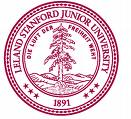 LELAND STANFORD JUNIOR UNIVERSITY
DIE LUFT DER FREIHEIT WEHT
1891